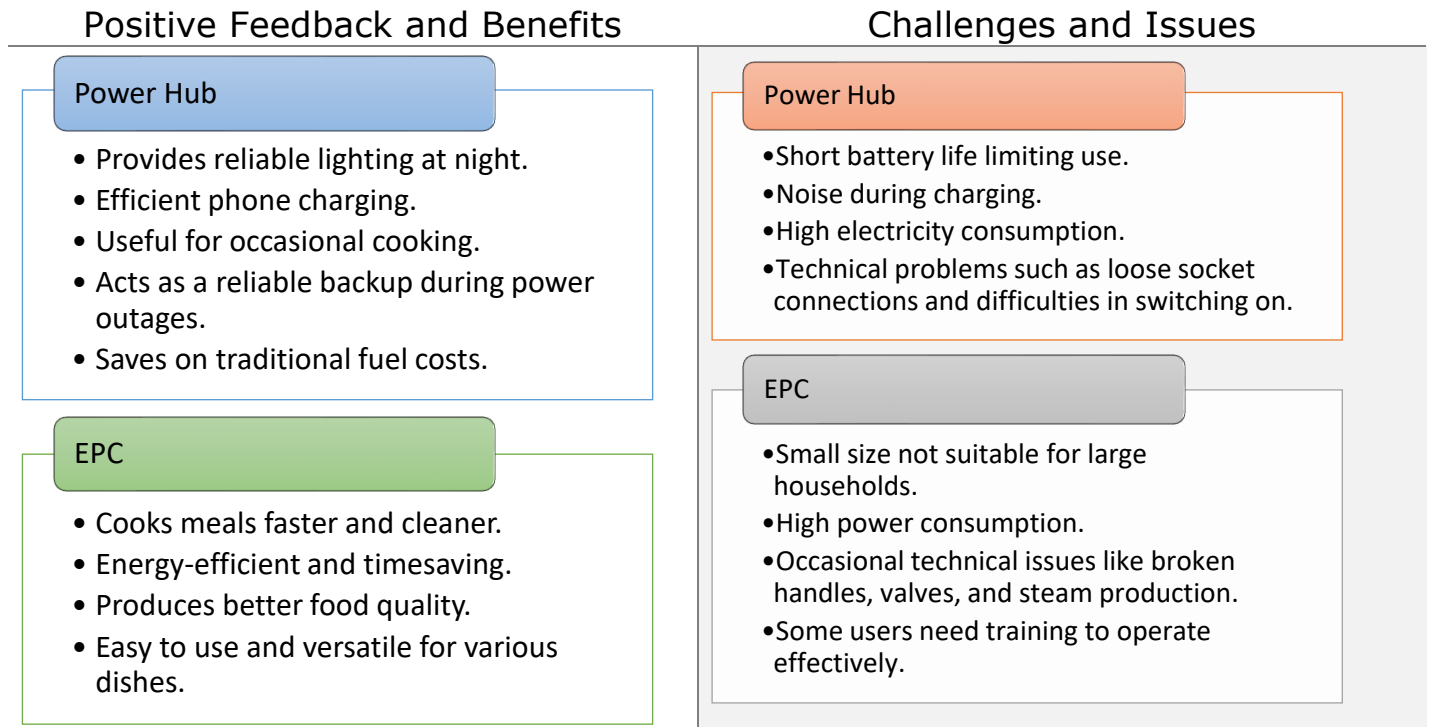 Positive Feedback and Benefits
Power Hub
• Provides reliable lighting at night.
• Efficient phone charging.
• Useful for occasional cooking.
• Acts as a reliable backup during power
outages.
• Saves on traditional fuel costs.
EPC
• Cooks meals faster and cleaner.
• Energy-efficient and timesaving.
• Produces better food quality.
• Easy to use and versatile for various
dishes.
Challenges and Issues
Power Hub
•Short battery life limiting use.
•Noise during charging.
•High electricity consumption.
•Technical problems such as loose socket
connections and difficulties in switching on.
EPC
•Small size not suitable for large
households.
•High power consumption.
•Occasional technical issues like broken
handles, valves, and steam production.
•Some users need training to operate
effectively.